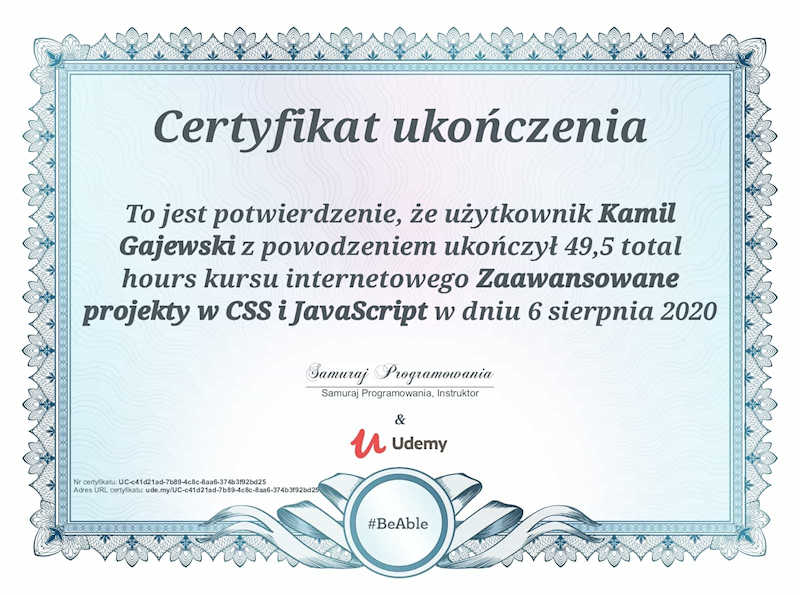 Certyfikat ukończenia
To jest potwierdzenie, że użytkownik Kamil
Gajewski z powodzeniem ukończył 49,5 total
hours kursu internetowego Zaawansowane
projekty w CSS i JavaScript w dniu 6 sierpnia 2020
Samuraj Programowania
Samuraj Programowania, Instruktor
&
Udemy
Nr certyfikatu: UC-c41d21ad-7b89-4c8c-8aa6-374b3f92bd25
Adres URL certyfikatu: ude.my/UC-c41d21ad-7b89-4c8c-8aa6-374b3f92bd25
#BeAble